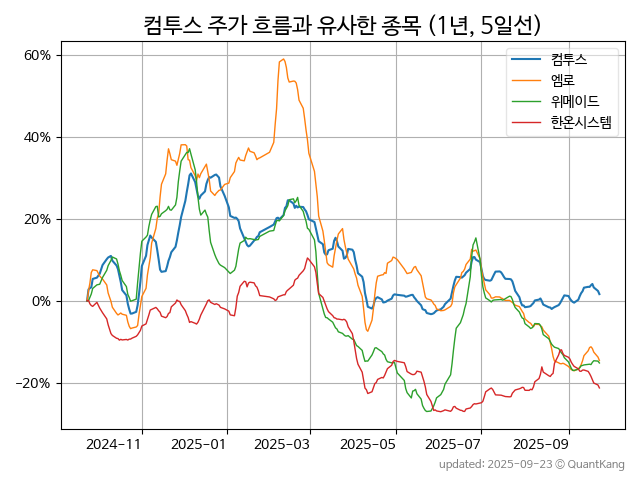 컴투스 주가 흐름과 유사한 종목 (1년, 5일선)
60%
40%
20%
0%
−20%
컴투스
엠로
위메이드
한온시스템
2024-11
2025-01
2025-03
2025-05
2025-07
2025-09
updated: 2025-09-23 ⓒ QuantKang